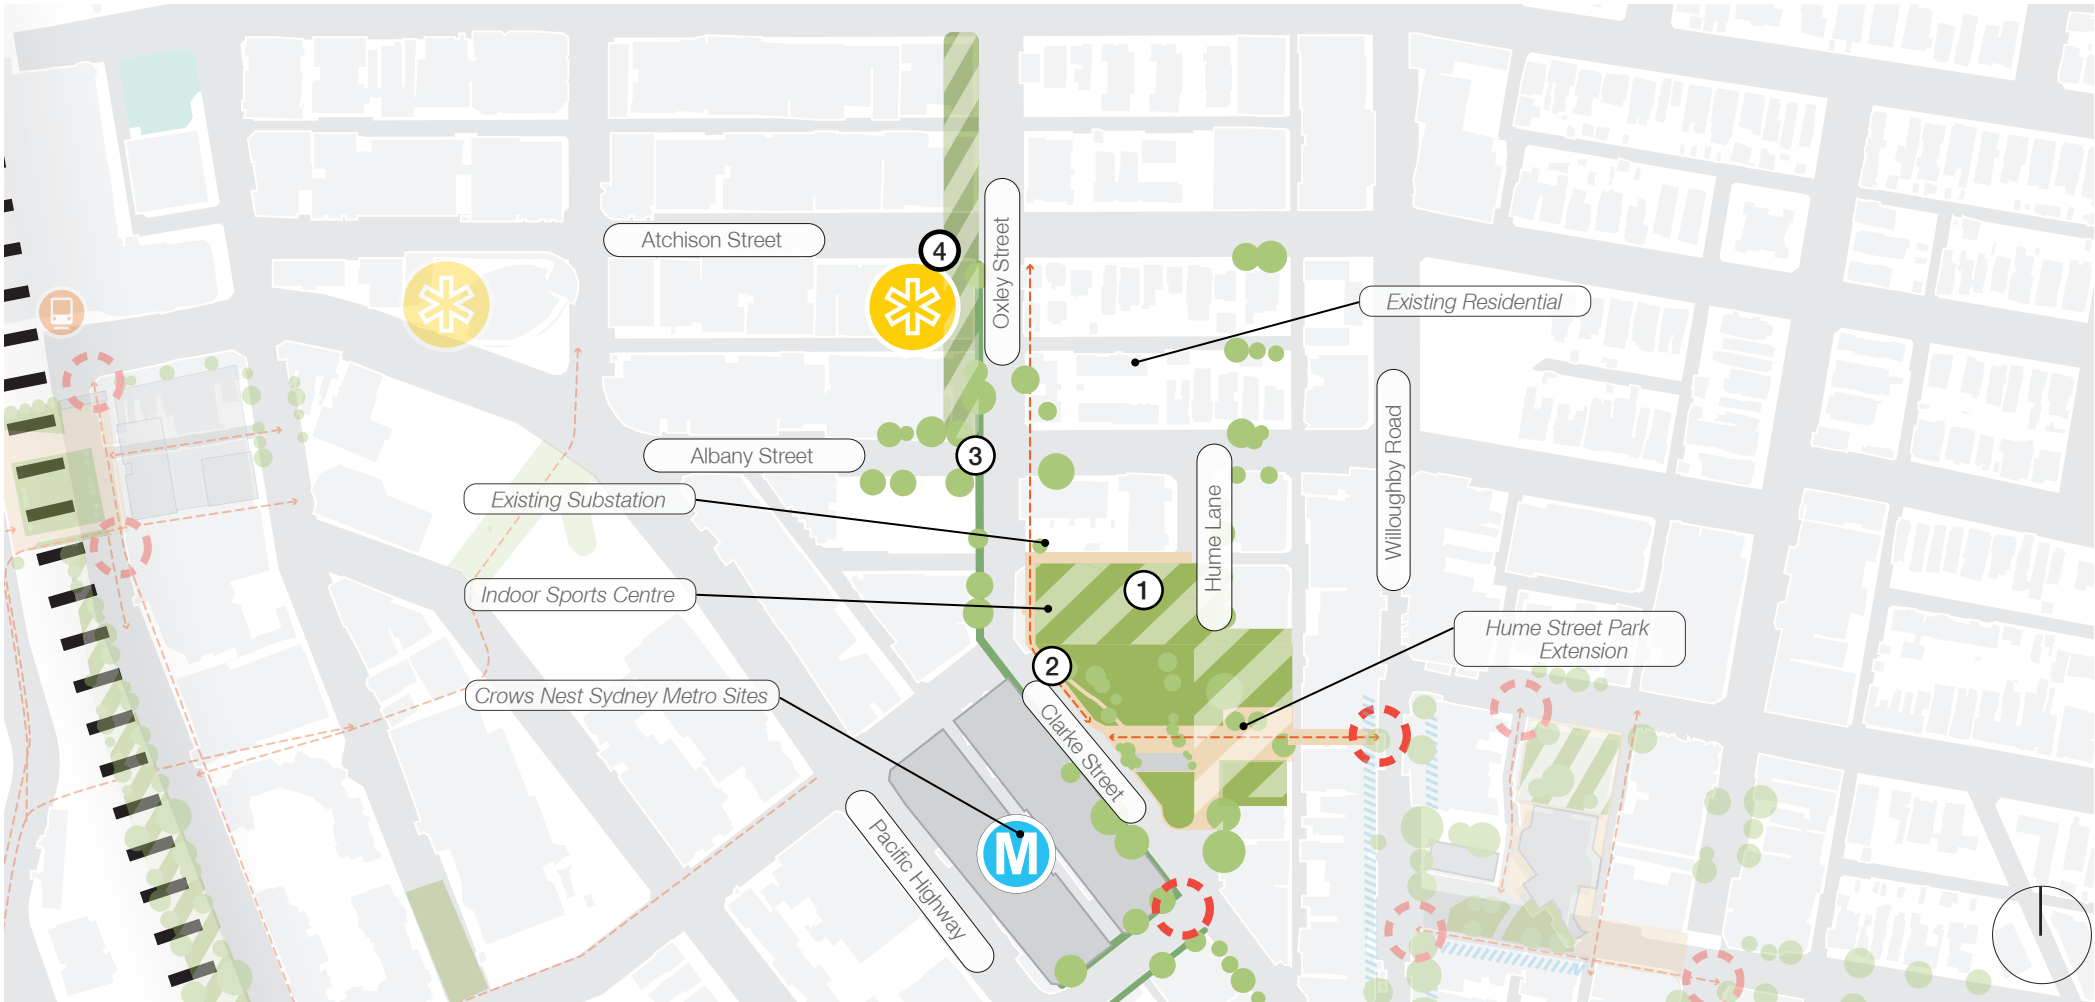 Atchison Street
4
Oxley Street
Existing Residential
Albany Street
3
Willoughby Road
Existing Substation
Hume Lane
Indoor Sports Centre
1
Hume Street Park
Extension
2
Crows Nest Sydney Metro Sites
Clarke Street
M
Pacific Highway